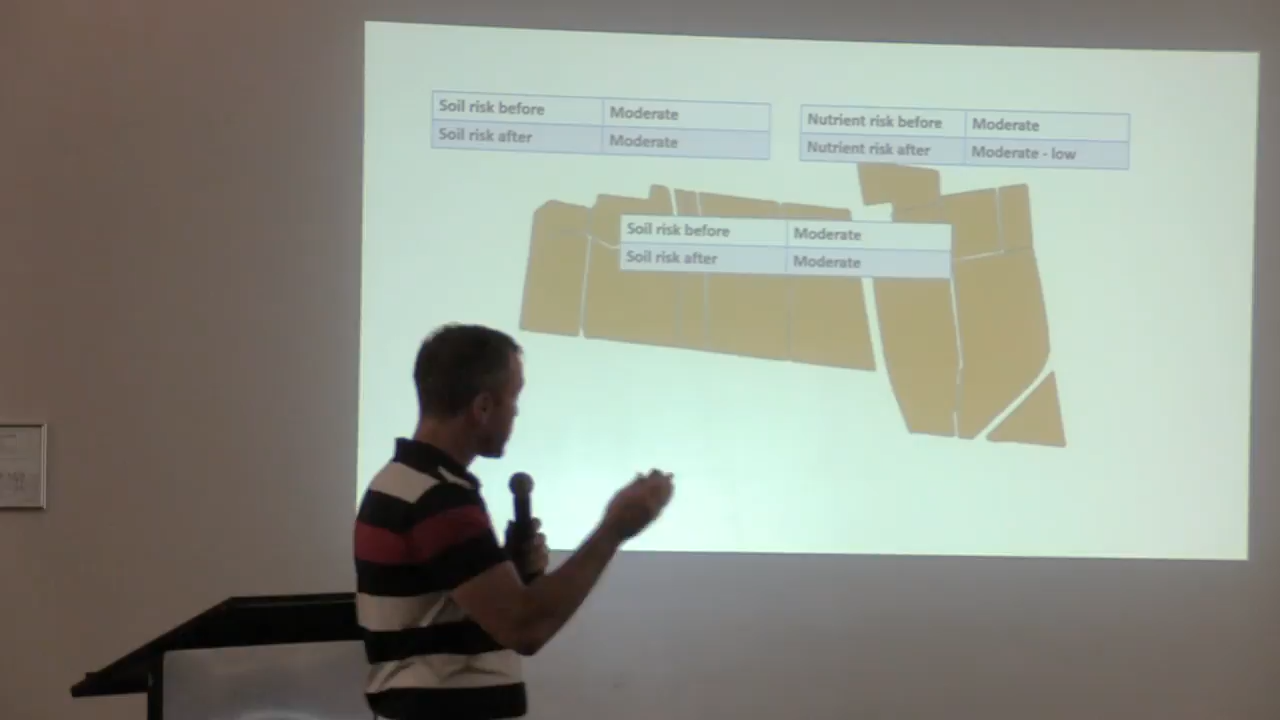 Soil risk before Moderate
Soil risk after Moderate
Nutrient risk before Moderate
Nutrient risk after Moderate - low
Soil risk before Moderate
Soil risk after Moderate